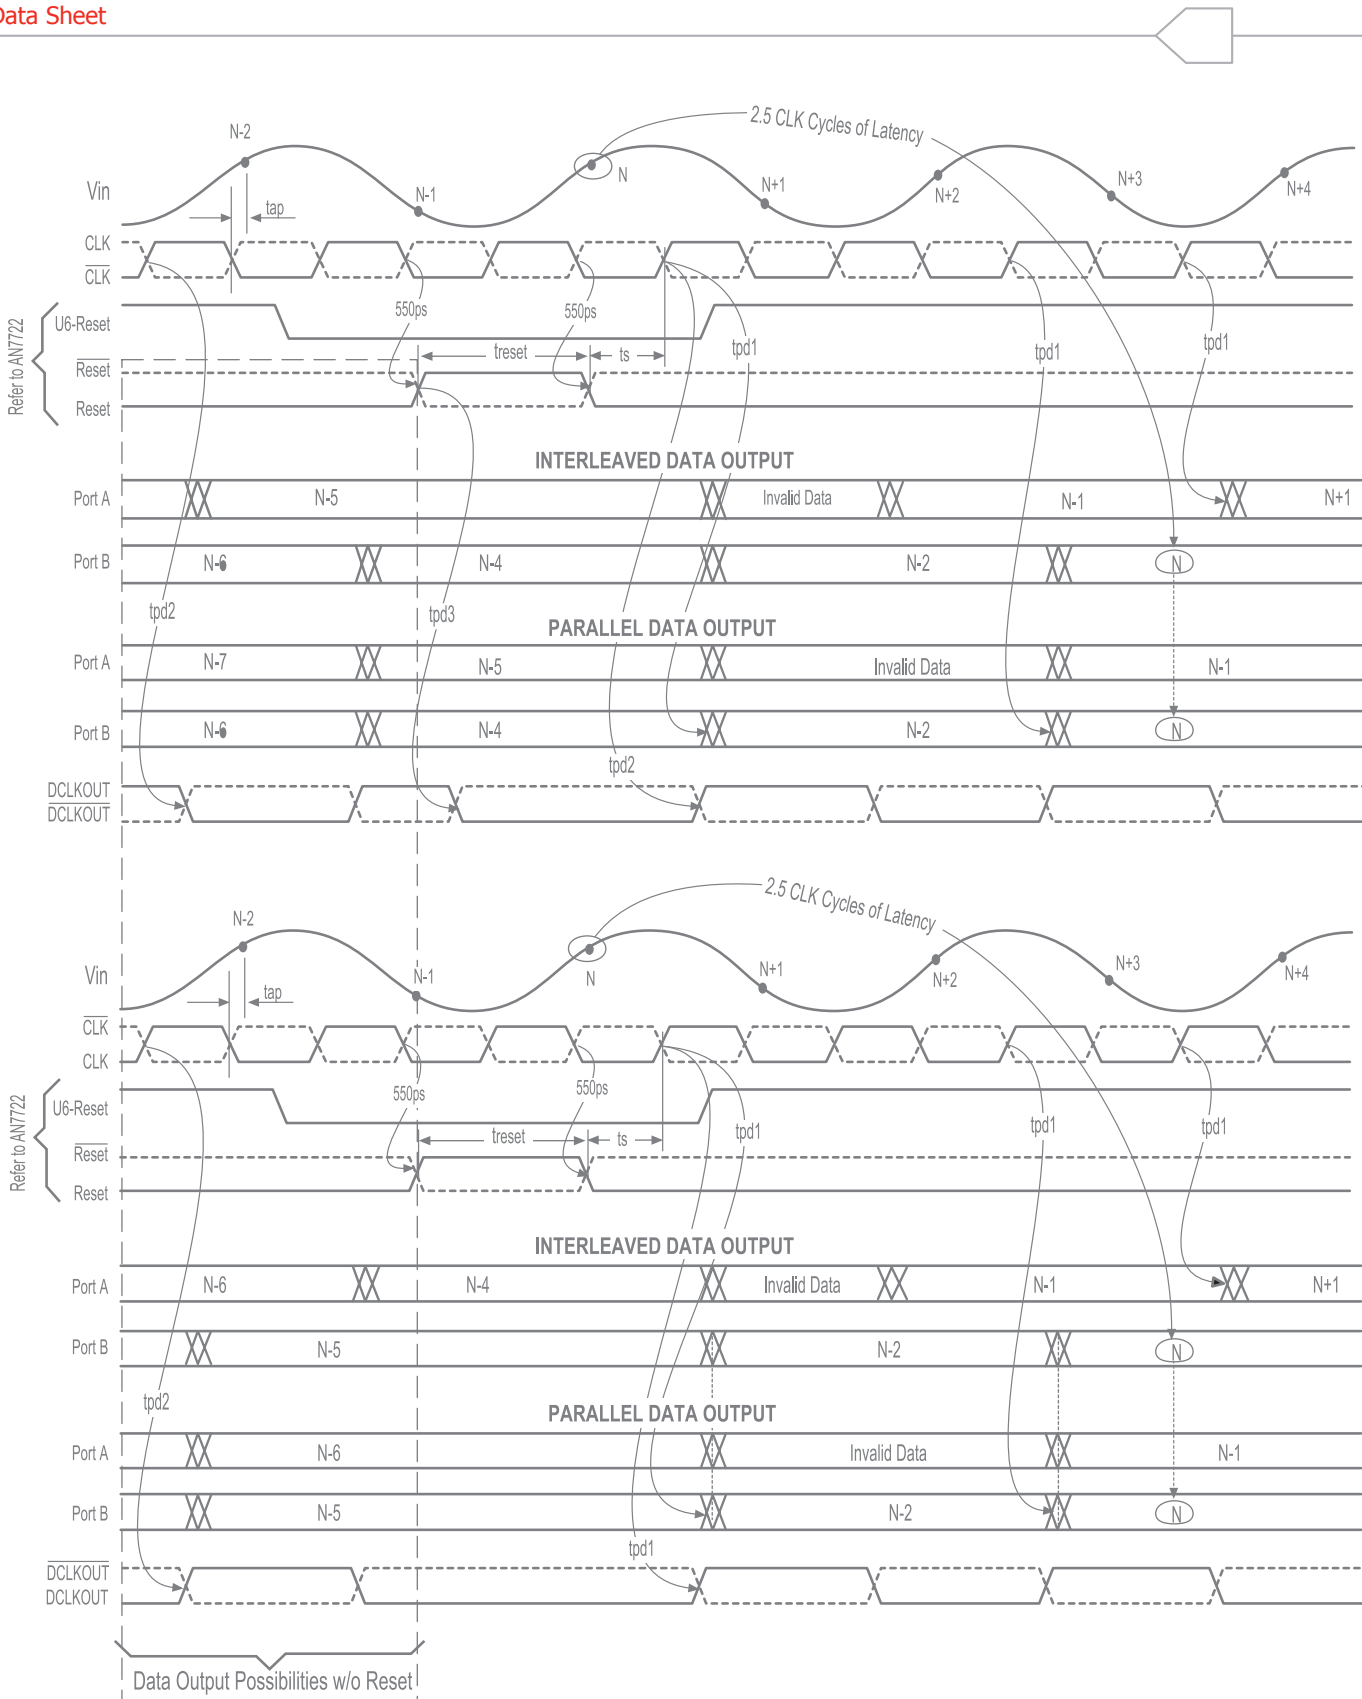 Data Sheet
2.5 CLK Cycles of Latency
N-2
N
N-1
N+1
N+2
N+3
N+4
Vin
tap
CLK
CLK
550ps
550ps
Refer to AN7722
U6-Reset
treset
ts
tpd1
tpd1
tpd1
Reset
Reset
INTERLEAVED DATA OUTPUT
Port A
N-5
Invalid Data
N-1
N+1
Port B
N-6
N-4
N-2
N
tpd2
tpd3
PARALLEL DATA OUTPUT
Port A
N-7
N-5
Invalid Data
N-1
Port B
N-6
N-4
N-2
N
tpd2
DCLKOUT
DCLKOUT
2.5 CLK Cycles of Latency
N-2
N
N-1
N+1
N+2
N+3
N+4
Vin
tap
CLK
CLK
550ps
550ps
Refer to AN7722
U6-Reset
treset
ts
tpd1
tpd1
tpd1
Reset
Reset
INTERLEAVED DATA OUTPUT
Port A
N-6
N-4
Invalid Data
N-1
N+1
Port B
N-5
N-2
N
tpd2
PARALLEL DATA OUTPUT
Port A
N-6
Invalid Data
N-1
Port B
N-5
N-2
N
tpd1
DCLKOUT
DCLKOUT
Data Output Possibilities w/o Reset